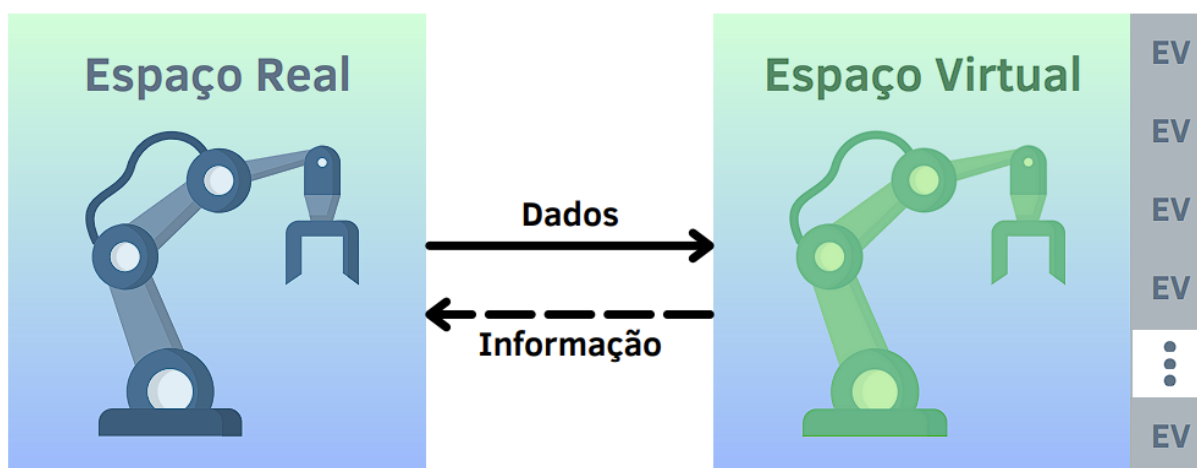 Espaço Real
Dados
Informação
Espaço Virtual
EV
EV
EV
EV
EV